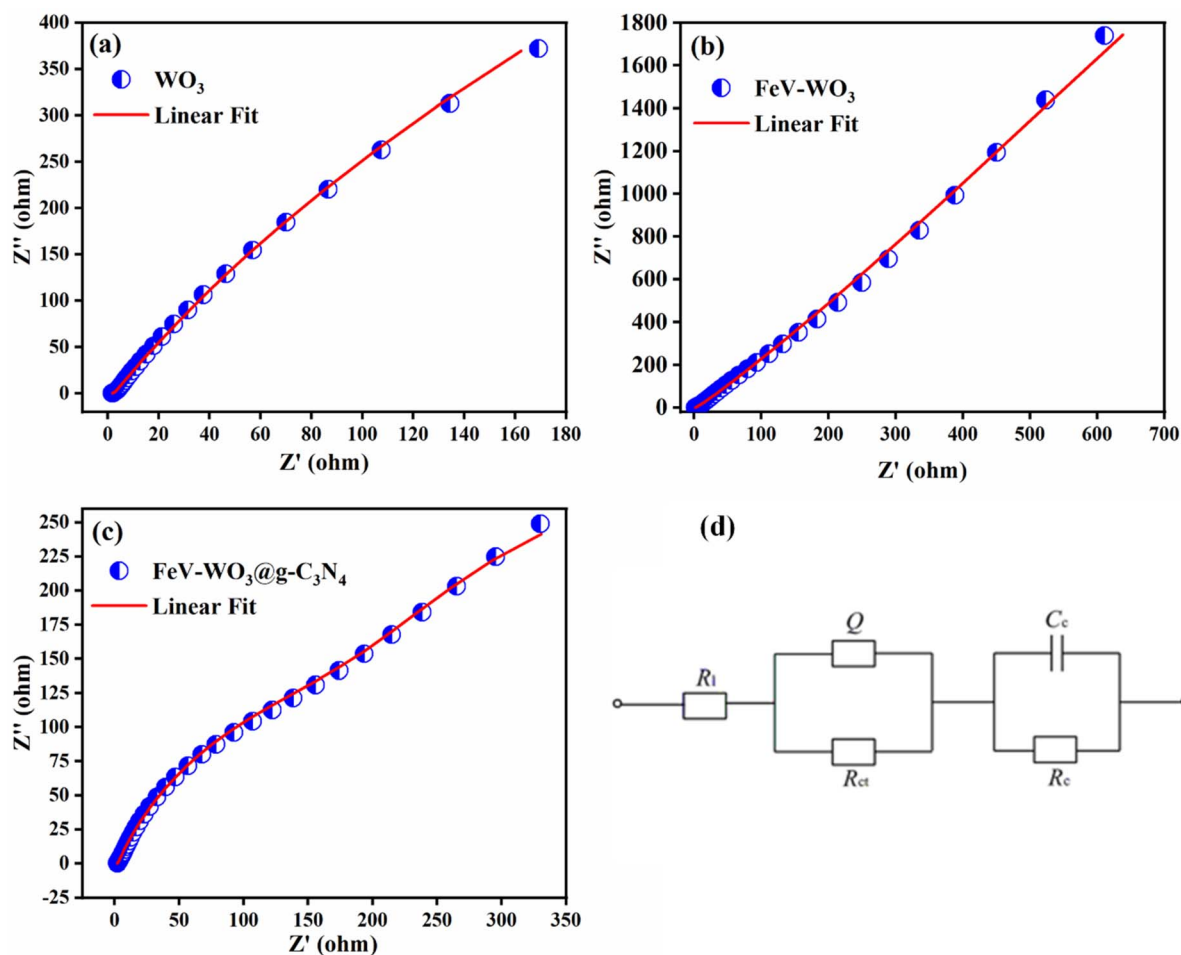 (a)
WO₃
Linear Fit
400
350
300
250
200
150
100
50
0
Z'' (ohm)
0 20 40 60 80 100 120 140 160 180
Z' (ohm)
(b)
FeV-WO₃
Linear Fit
1800
1600
1400
1200
1000
800
600
400
200
0
Z'' (ohm)
0 100 200 300 400 500 600 700
Z' (ohm)
(c)
FeV-WO₃@g-C₃N₄
Linear Fit
250
225
200
175
150
125
100
75
50
25
0
-25
Z'' (ohm)
0 50 100 150 200 250 300 350
Z' (ohm)
(d)
Q
Cc
Rl
Rct
Rc